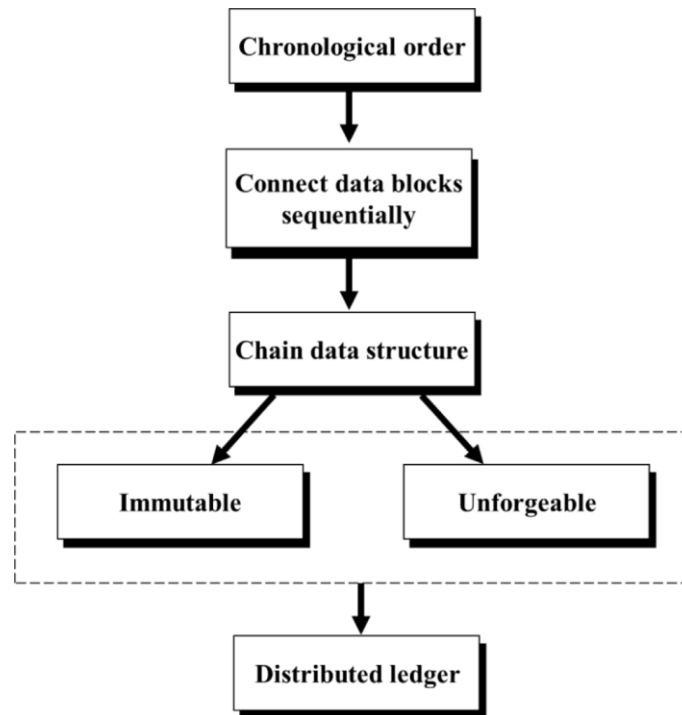 Chronological order
Connect data blocks
sequentially
Chain data structure
Immutable
Unforgeable
Distributed ledger